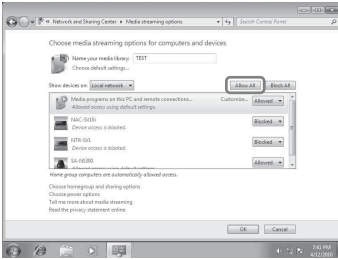 « Network and Sharing Center ▸ Media streaming options
Search Control Panel
Choose media streaming options for computers and devices
Name your media library: TEST
Choose default settings...
Show devices on: Local network
Allow All
Block All
Media programs on this PC and remote connections...
Customize...
Allowed
Allowed access using default settings.
NAC-SV10i
Device access is blocked.
Blocked
NTR-SV1
Device access is blocked.
Blocked
SA-NS300
Allowed
Home group computers are automatically allowed access.
Choose homegroup and sharing options
Choose power options
Tell me more about media streaming
Read the privacy statement online
OK
Cancel
7:41 PM
4/12/2010